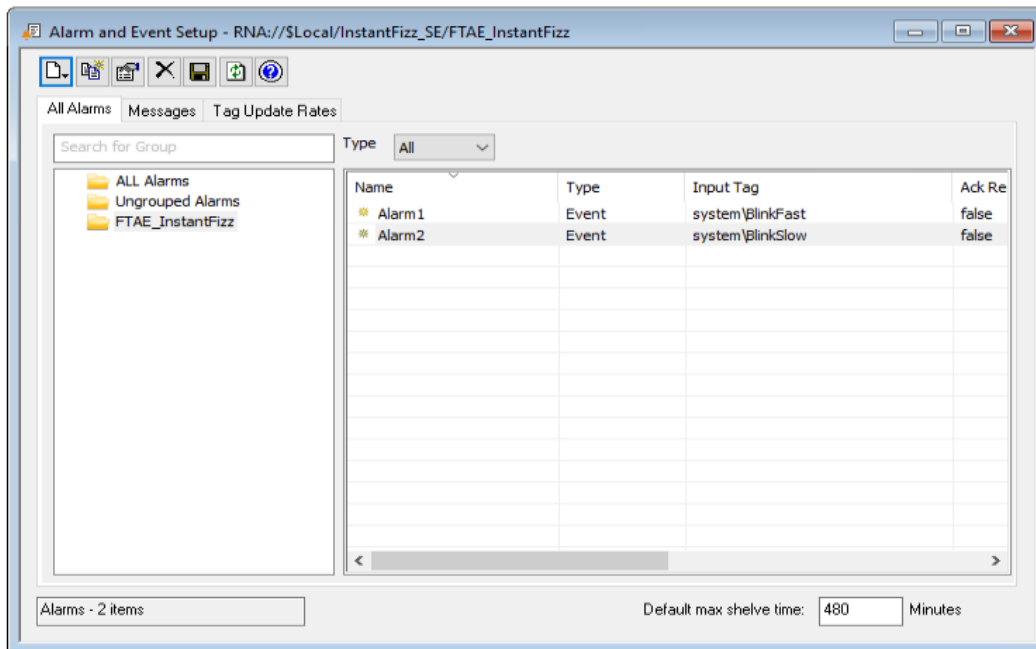 Alarm and Event Setup - RNA://$Local/InstantFizz_SE/FTAE_InstantFizz
All Alarms Messages Tag Update Rates
Search for Group
Type All
ALL Alarms
Ungrouped Alarms
FTAE_InstantFizz
Name Type Input Tag Ack Re
Alarm1 Event system\BlinkFast false
Alarm2 Event system\BlinkSlow false
Alarms - 2 items
Default max shelve time: 480 Minutes